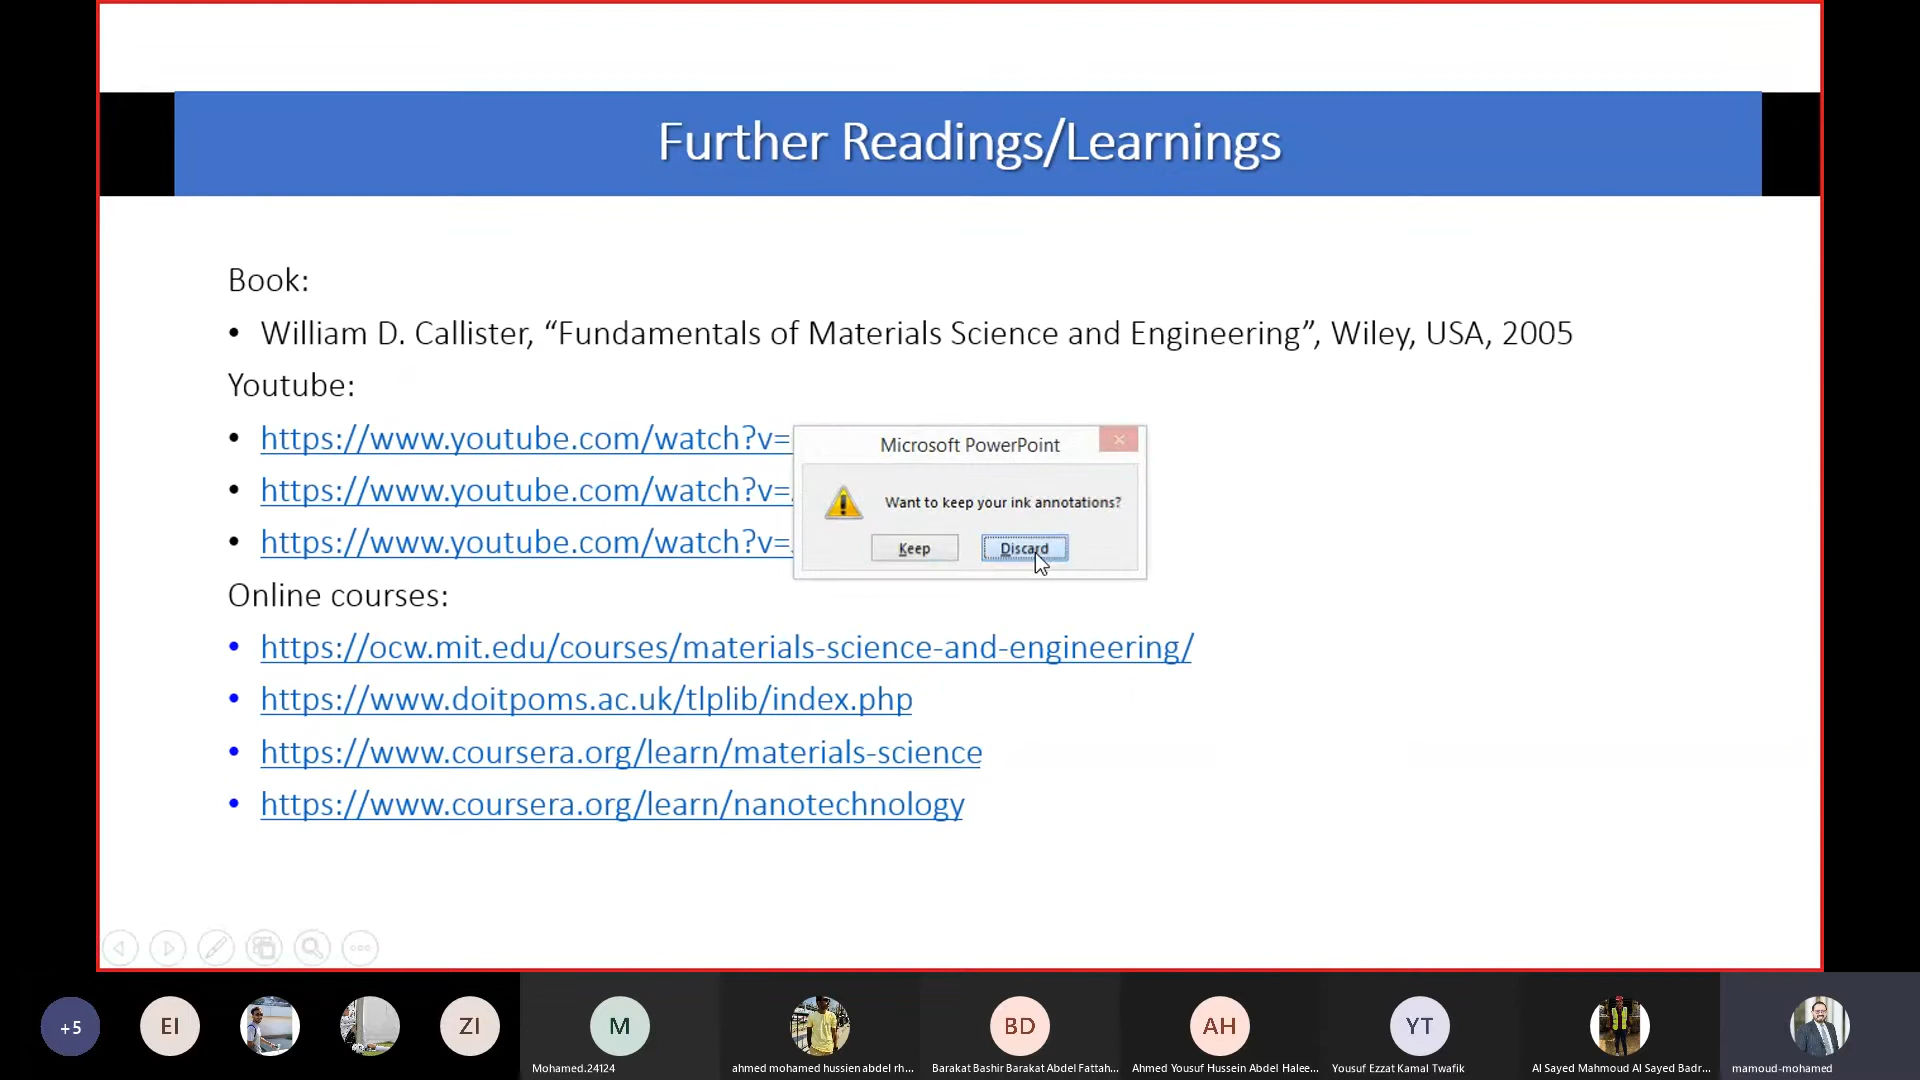 Further Readings/Learnings
Book:
• William D. Callister, “Fundamentals of Materials Science and Engineering”, Wiley, USA, 2005
Youtube:
• https://www.youtube.com/watch?v=
• https://www.youtube.com/watch?v=
• https://www.youtube.com/watch?v=
Microsoft PowerPoint
Want to keep your ink annotations?
Keep
Discard
Online courses:
• https://ocw.mit.edu/courses/materials-science-and-engineering/
• https://www.doitpoms.ac.uk/tlplib/index.php
• https://www.coursera.org/learn/materials-science
• https://www.coursera.org/learn/nanotechnology
+5
EI
ZI
M
BD
AH
YT
Mohamed.24124
ahmed mohamed hussien abdel rh...
Barakat Bashir Barakat Abdel Fattah...
Ahmed Yousuf Hussein Abdel Halee...
Yousuf Ezzat Kamal Twafik
Al Sayed Mahmoud Al Sayed Badr...
mamoud-mohamed